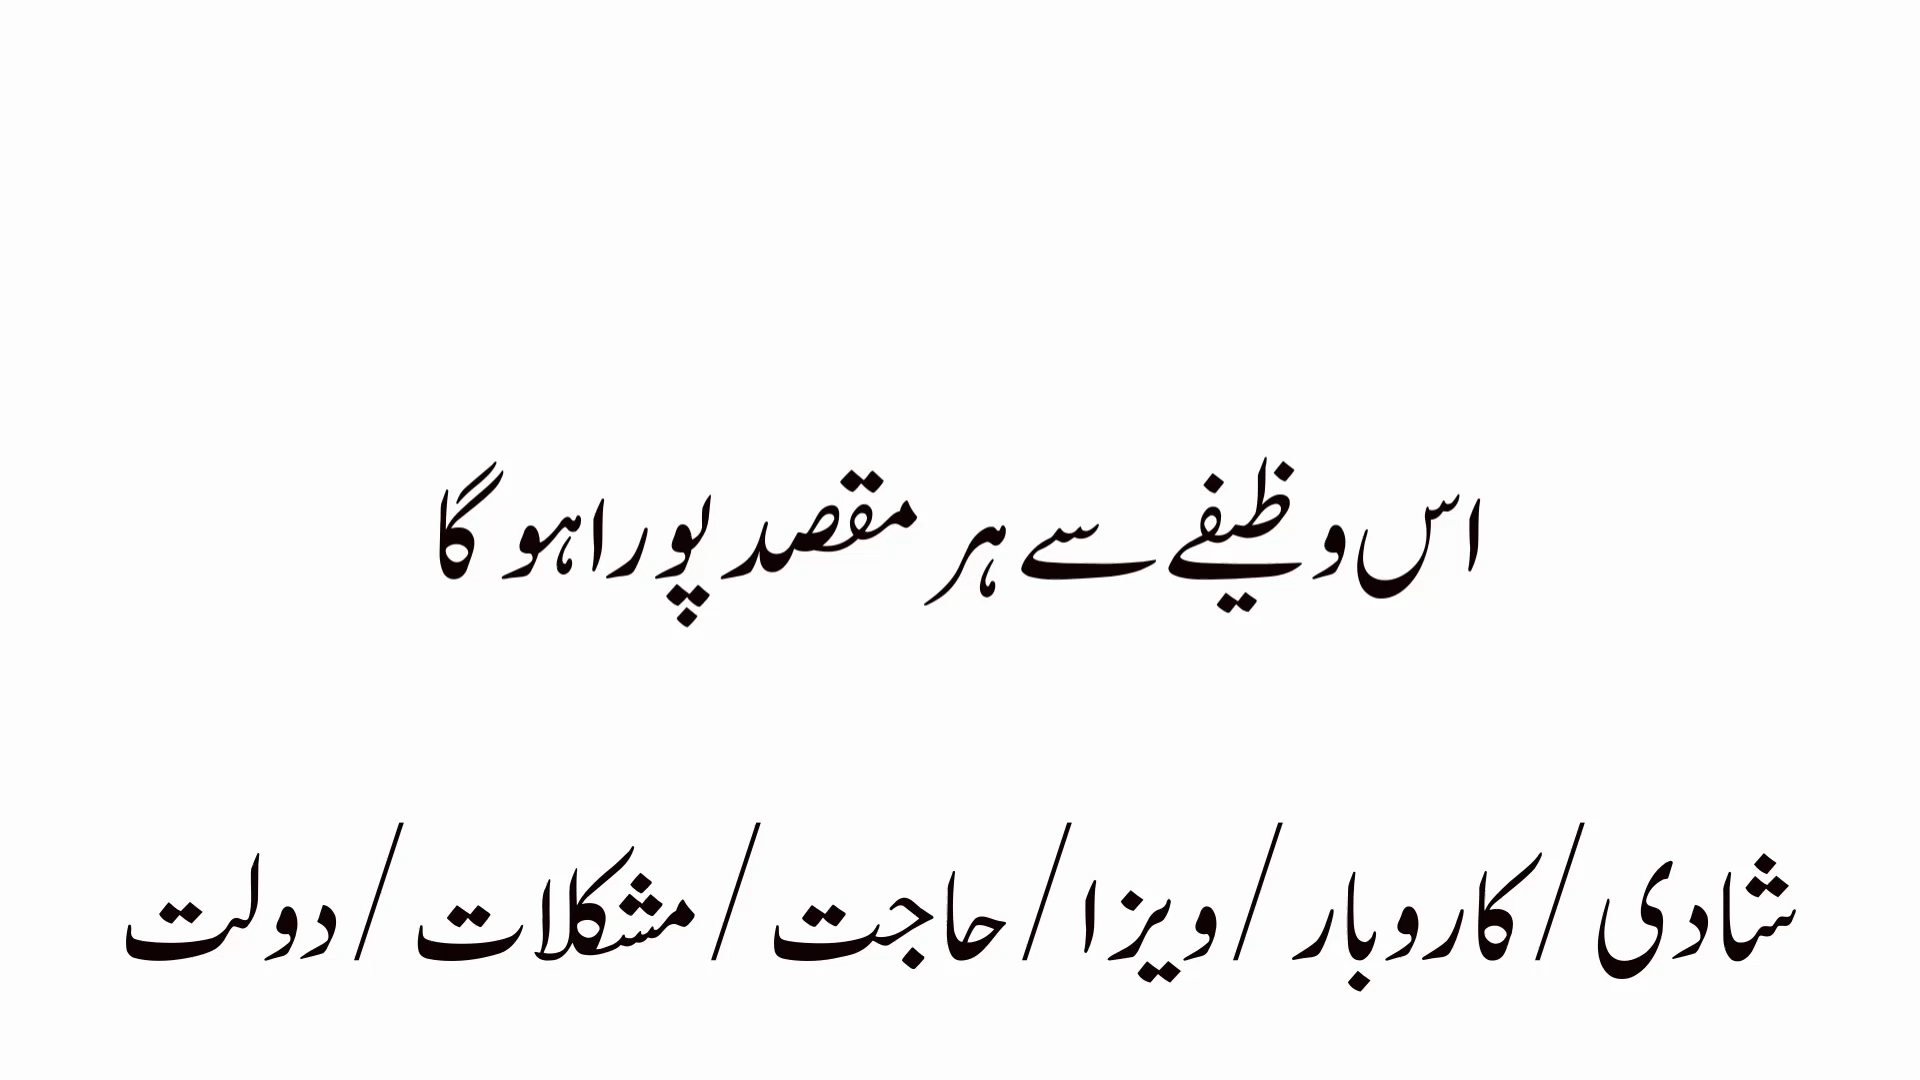 اس وظیفے سے ہر مقصد پورا ہو گا
شادی / کاروبار / ویزا / حاجت / مشکلات / دولت